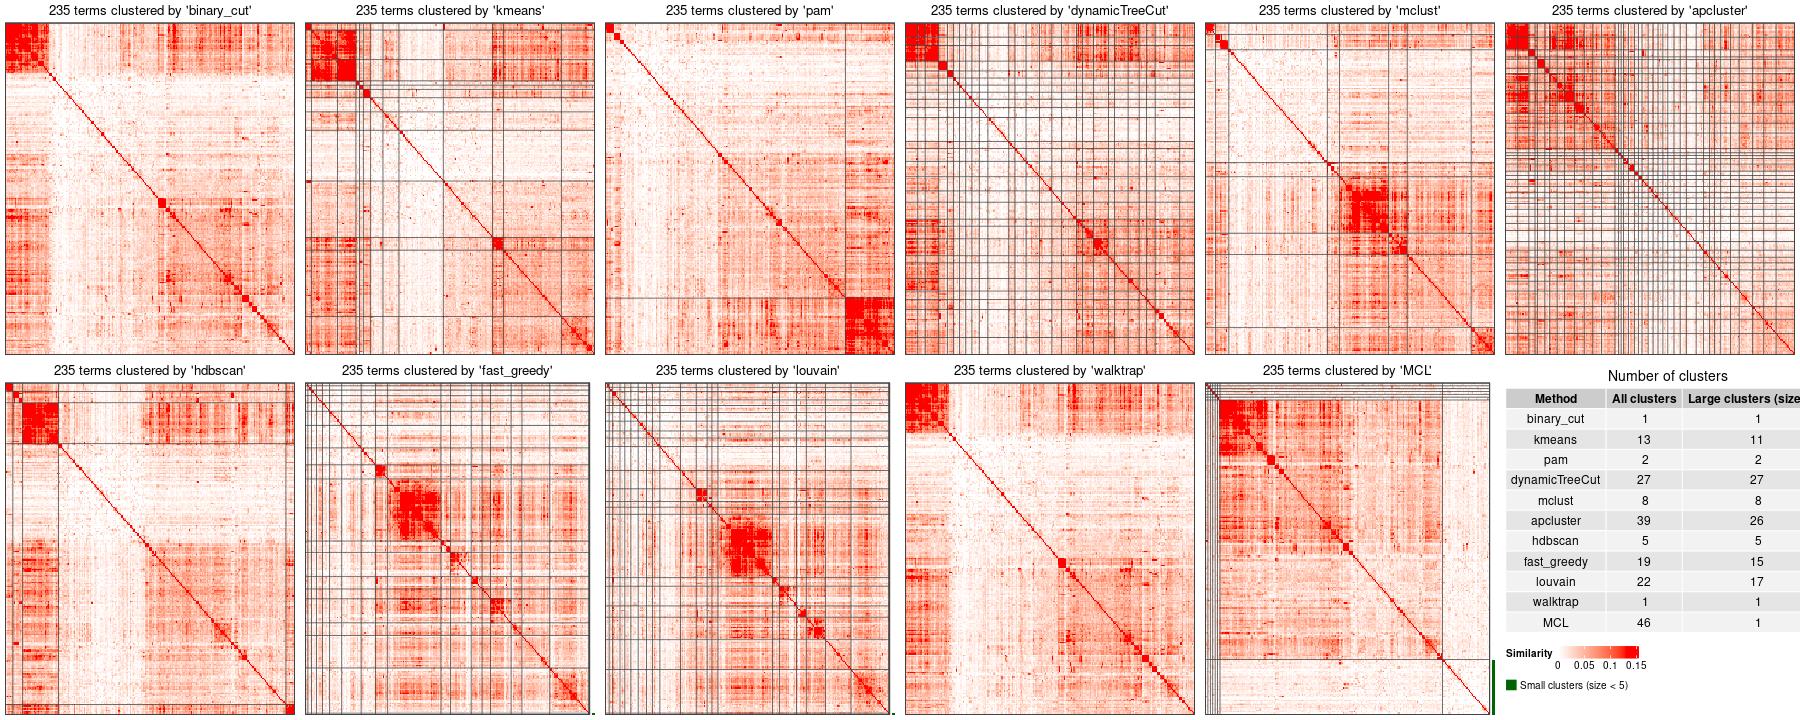 235 terms clustered by 'binary_cut'
235 terms clustered by 'kmeans'
235 terms clustered by 'pam'
235 terms clustered by 'dynamicTreeCut'
235 terms clustered by 'mclust'
235 terms clustered by 'apcluster'
235 terms clustered by 'hdbscan'
235 terms clustered by 'fast_greedy'
235 terms clustered by 'louvain'
235 terms clustered by 'walktrap'
235 terms clustered by 'MCL'
Number of clusters
Method All clusters Large clusters (size
binary_cut 1 1
kmeans 13 11
pam 2 2
dynamicTreeCut 27 27
mclust 8 8
apcluster 39 26
hdbscan 5 5
fast_greedy 19 15
louvain 22 17
walktrap 1 1
MCL 46 1
Similarity
0 0.05 0.1 0.15
Small clusters (size < 5)